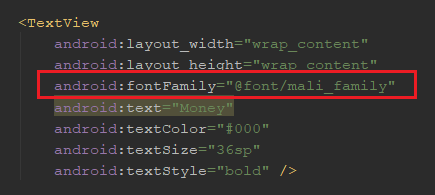 <TextView
android:layout_width="wrap_content"
android:layout_height="wrap_content"
android:fontFamily="@font/mali_family"
android:text="Money"
android:textColor="#000"
android:textSize="36sp"
android:textStyle="bold" />